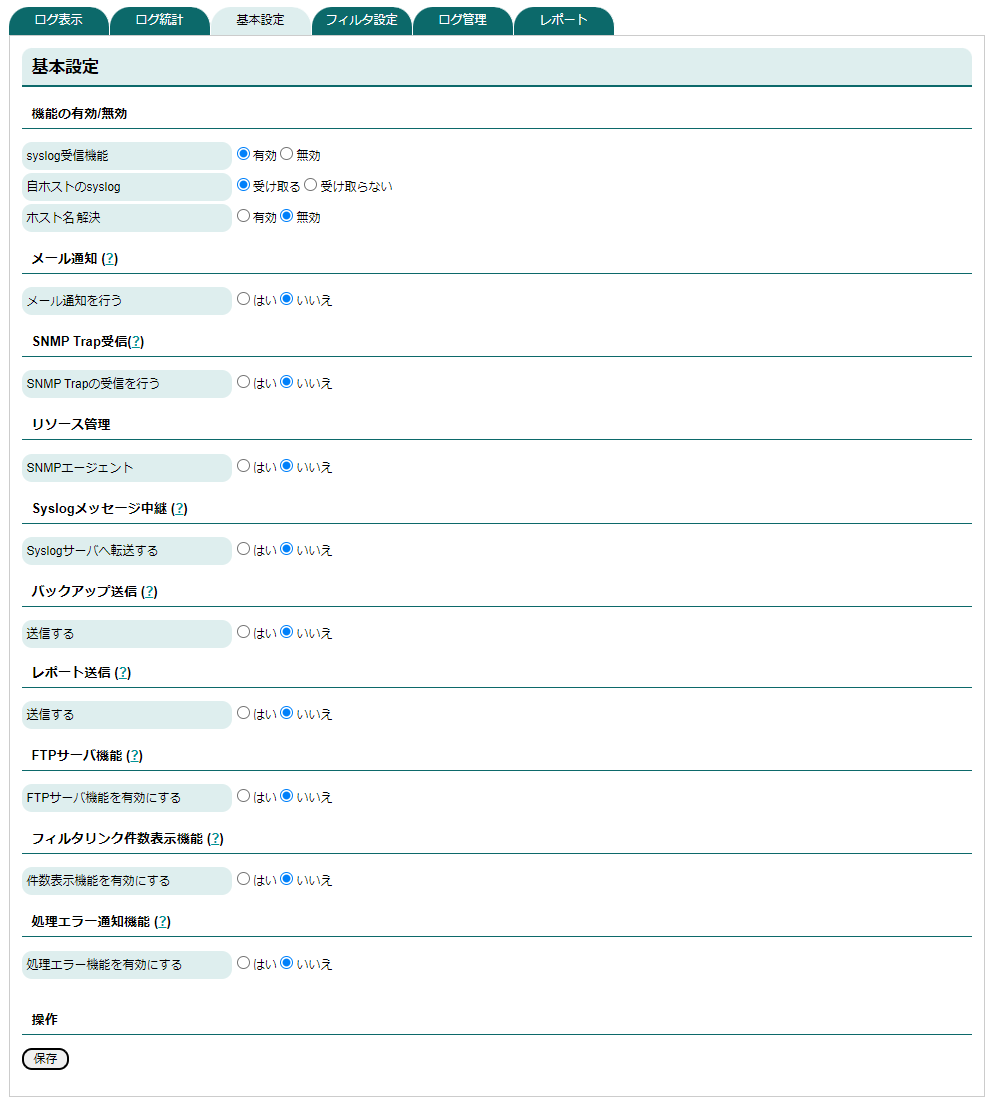 ログ表示 ログ統計 基本設定 フィルタ設定 ログ管理 レポート
基本設定
機能の有効/無効
syslog受信機能 有効 無効
自ホストのsyslog 受け取る 受け取らない
ホスト名解決 有効 無効
メール通知 (?)
メール通知を行う はい いいえ
SNMP Trap受信(?)
SNMP Trapの受信を行う はい いいえ
リソース管理
SNMPエージェント はい いいえ
Syslogメッセージ中継 (?)
Syslogサーバへ転送する はい いいえ
バックアップ送信 (?)
送信する はい いいえ
レポート送信 (?)
送信する はい いいえ
FTPサーバ機能 (?)
FTPサーバ機能を有効にする はい いいえ
フィルタリンク件数表示機能 (?)
件数表示機能を有効にする はい いいえ
処理エラー通知機能 (?)
処理エラー機能を有効にする はい いいえ
操作
保存